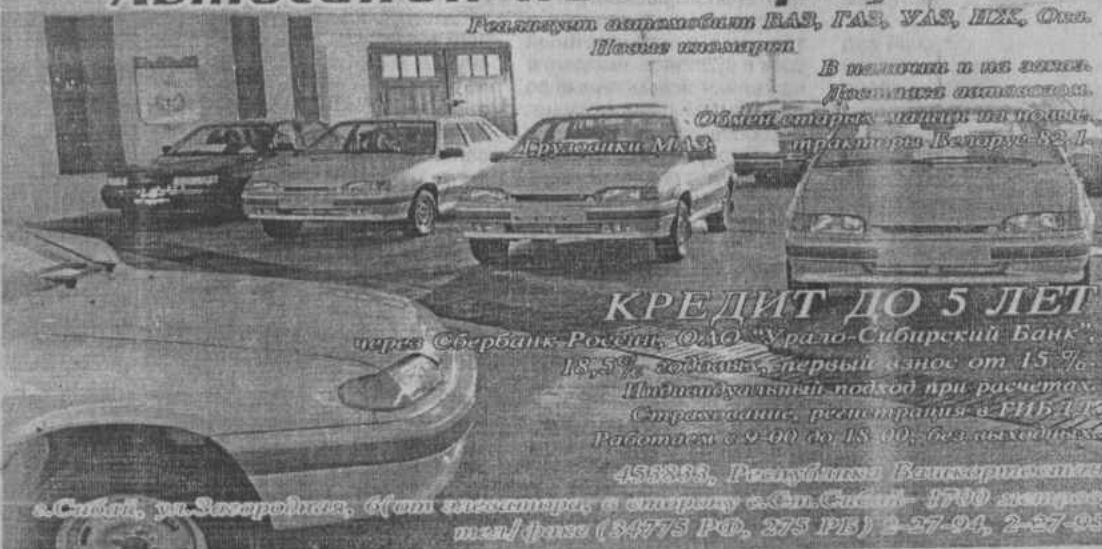 Автосалон
Реализует автомобили ВАЗ, ГАЗ, УАЗ, ИЖ, Ока.
Новые иномарки
В наличии и на заказ.
Доставка автовозом.
Обмен старых машин на новые.
Грузовики МАЗ, тракторы Белорус-82.1.
КРЕДИТ ДО 5 ЛЕТ
через Сбербанк России, ОАО "Урало-Сибирский Банк",
18,5% годовых, первый взнос от 15 %.
Индивидуальный подход при расчетах.
Страхование, регистрация в ГИБДД.
Работаем с 9-00 до 18-00, без выходных.
453833, Республика Башкортостан
г.Сибай, ул.Загородная, 6(от элеватора, в сторону с.Ст.Сибай- 1700 метров
тел/факс (34775 РФ, 275 РБ) 2-27-94, 2-27-95